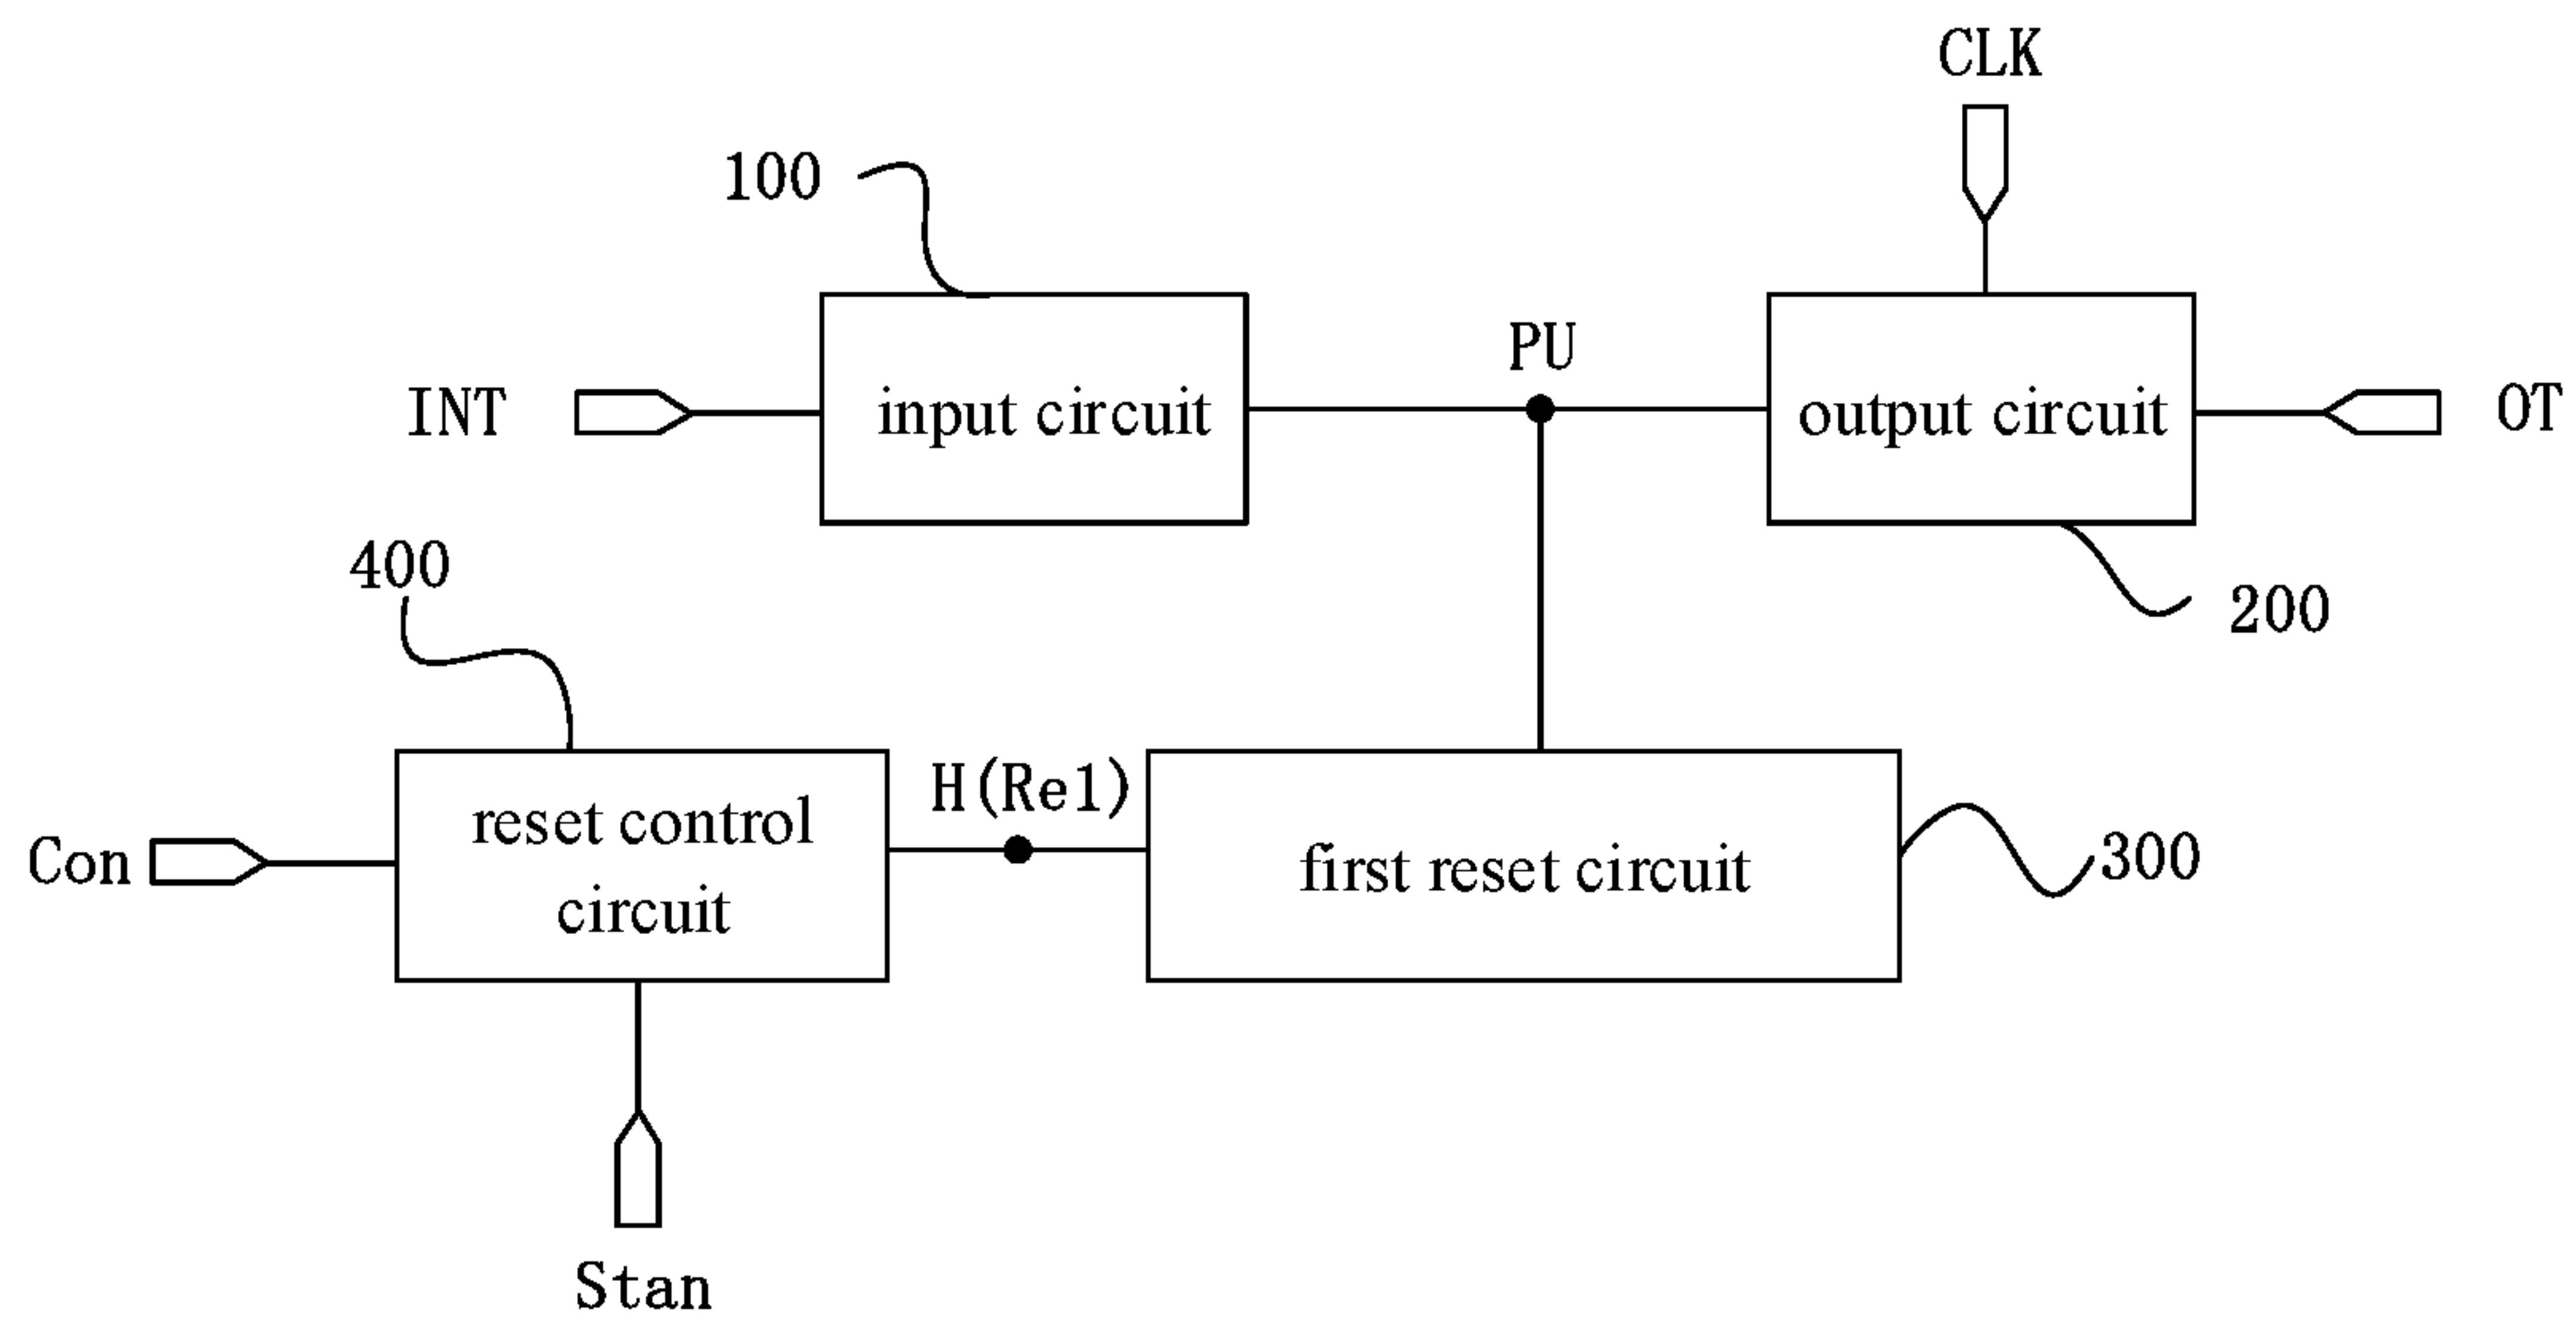 CLK
100
PU
INT
input circuit
output circuit
OT
400
200
H(Re1)
reset control
circuit
Con
first reset circuit
300
Stan